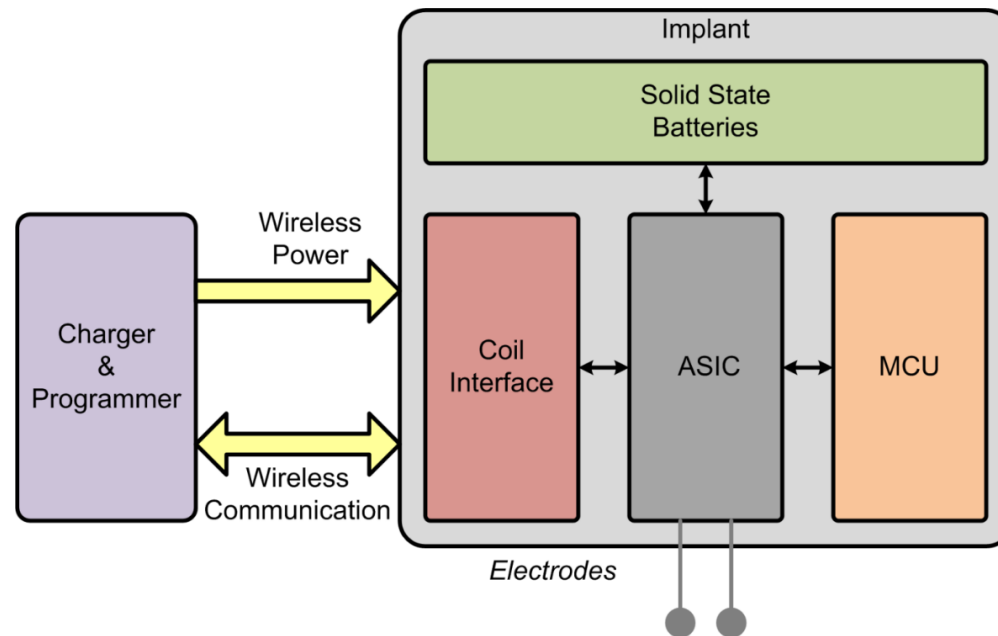 Implant
Solid State
Batteries
Wireless
Power
Charger
&
Programmer
Coil
Interface
ASIC
MCU
Wireless
Communication
Electrodes